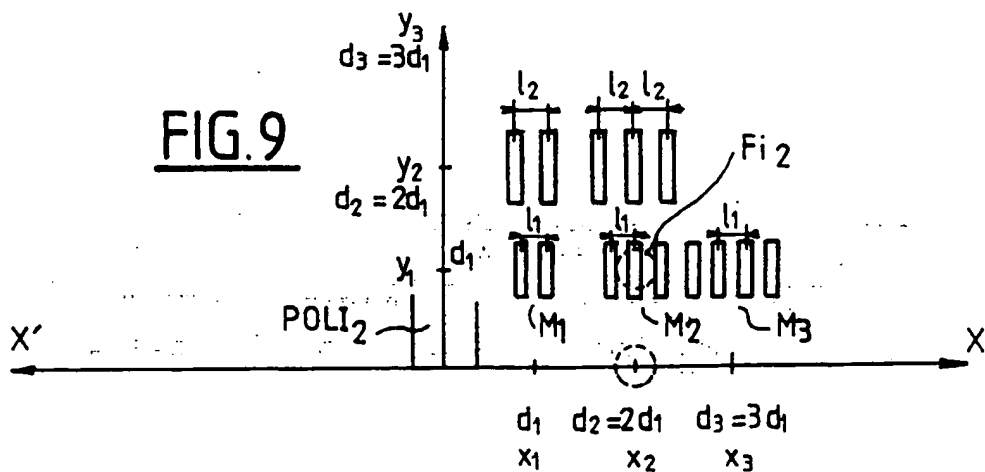 FIG.9
y₃
d₃ =3d₁
l₂ l₂ l₂
y₂
d₂ =2d₁
Fi₂
l₁ l₁ l₁
y₁ d₁
POLI₂
M₁ M₂ M₃
X′ X
d₁ d₂=2d₁ d₃=3d₁
x₁ x₂ x₃